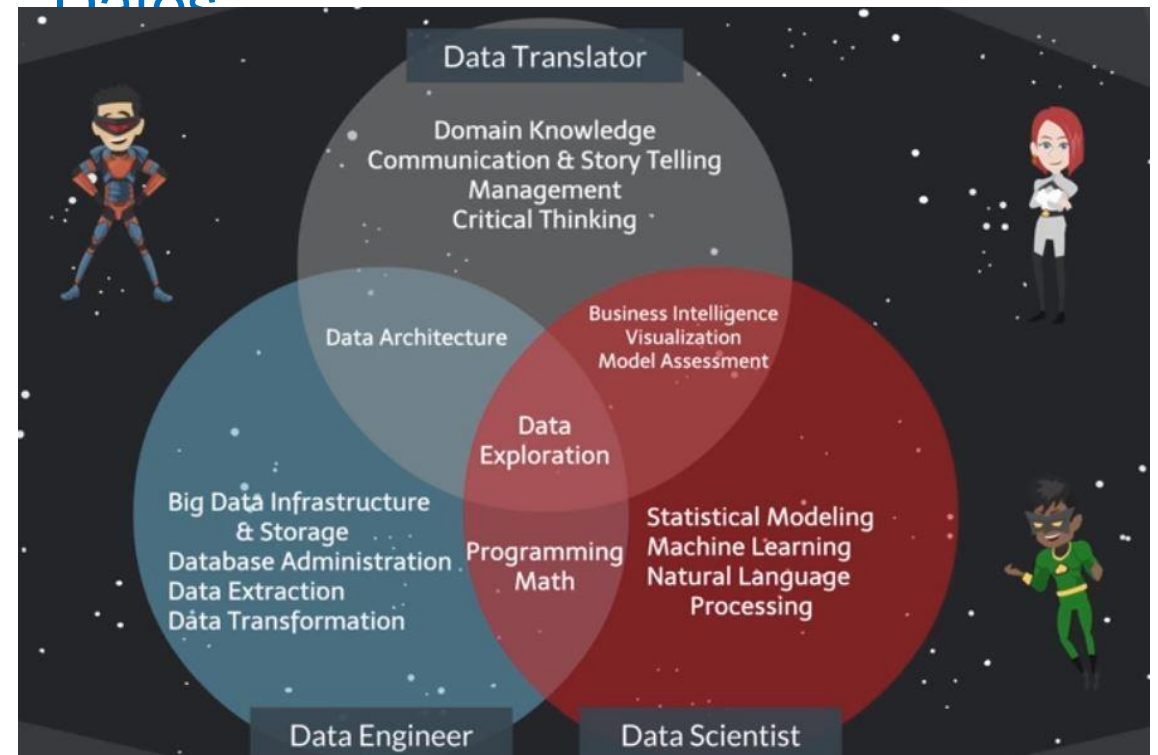 Data Translator
Domain Knowledge
Communication & Story Telling
Management
Critical Thinking
Data Architecture
Business Intelligence
Visualization
Model Assessment
Data
Exploration
Big Data Infrastructure
& Storage
Database Administration
Data Extraction
Data Transformation
Programming
Math
Statistical Modeling
Machine Learning
Natural Language
Processing
Data Engineer
Data Scientist